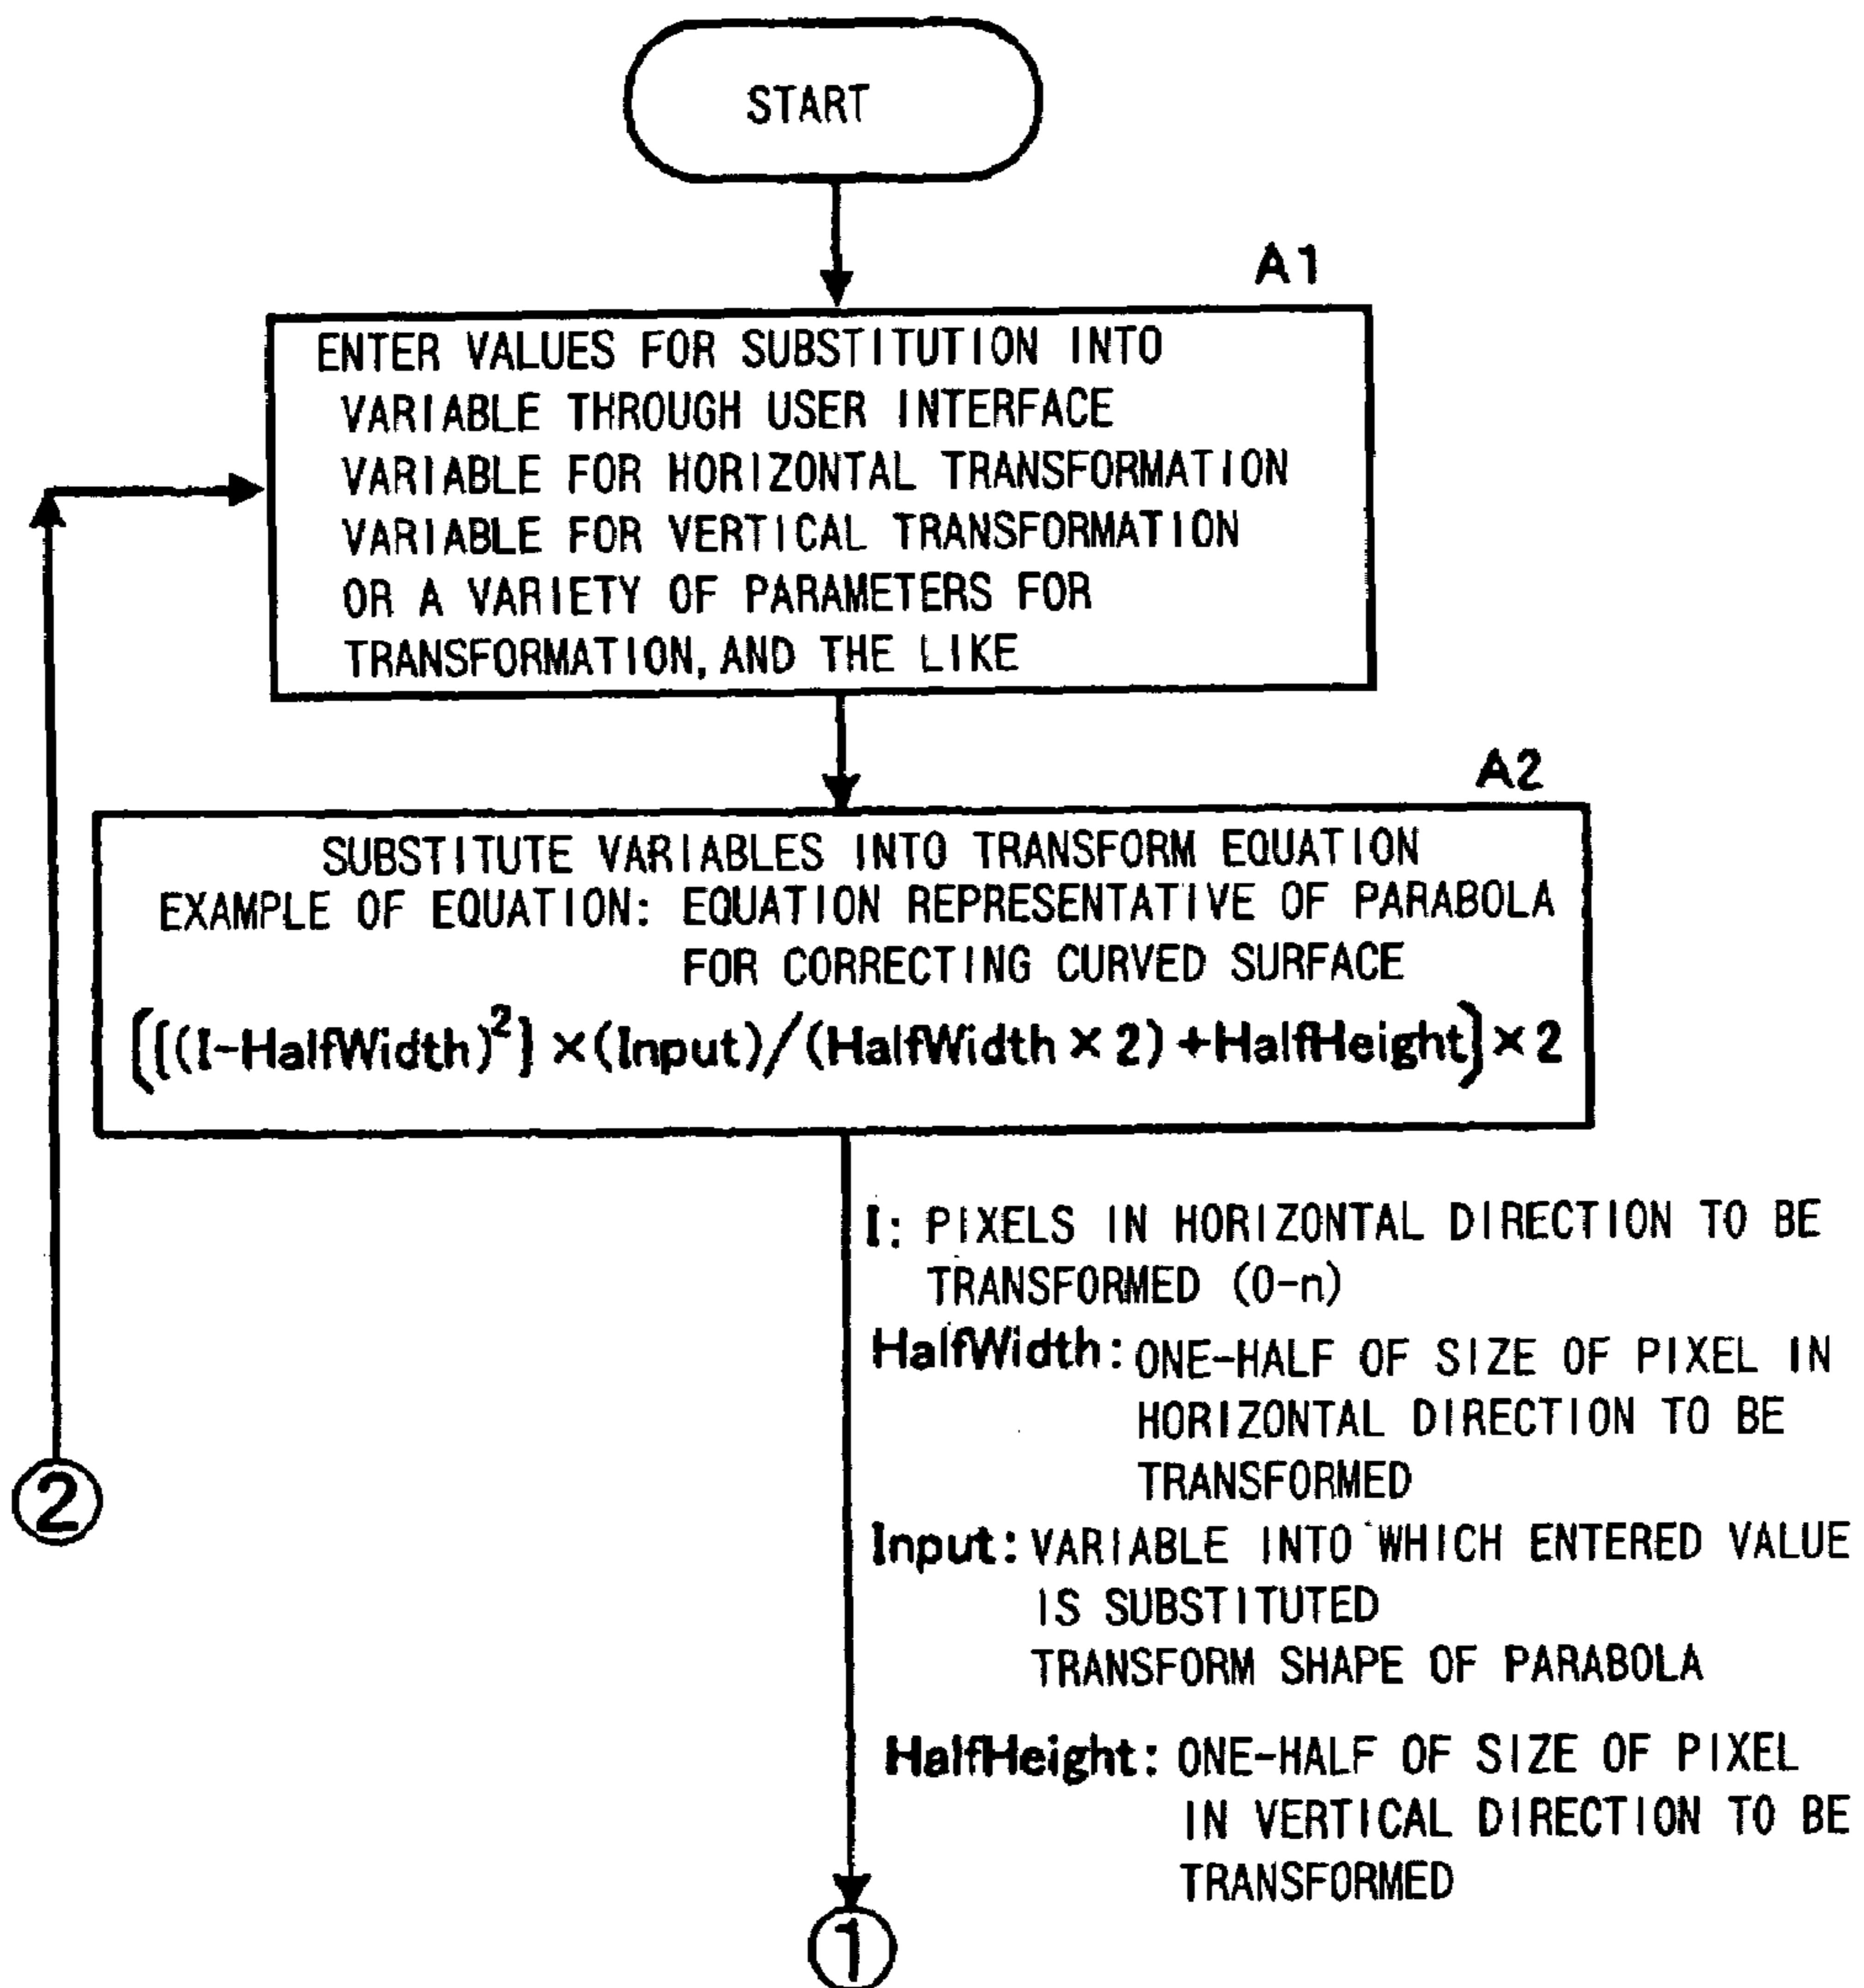 START
A1
ENTER VALUES FOR SUBSTITUTION INTO
VARIABLE THROUGH USER INTERFACE
VARIABLE FOR HORIZONTAL TRANSFORMATION
VARIABLE FOR VERTICAL TRANSFORMATION
OR A VARIETY OF PARAMETERS FOR
TRANSFORMATION, AND THE LIKE
A2
SUBSTITUTE VARIABLES INTO TRANSFORM EQUATION
EXAMPLE OF EQUATION: EQUATION REPRESENTATIVE OF PARABOLA
FOR CORRECTING CURVED SURFACE
([((I-HalfWidth)²] ×(Input)/(HalfWidth × 2) +HalfHeight] × 2
I: PIXELS IN HORIZONTAL DIRECTION TO BE
TRANSFORMED (0-n)
HalfWidth: ONE-HALF OF SIZE OF PIXEL IN
HORIZONTAL DIRECTION TO BE
TRANSFORMED
②
Input: VARIABLE INTO WHICH ENTERED VALUE
IS SUBSTITUTED
TRANSFORM SHAPE OF PARABOLA
HalfHeight: ONE-HALF OF SIZE OF PIXEL
IN VERTICAL DIRECTION TO BE
TRANSFORMED
①